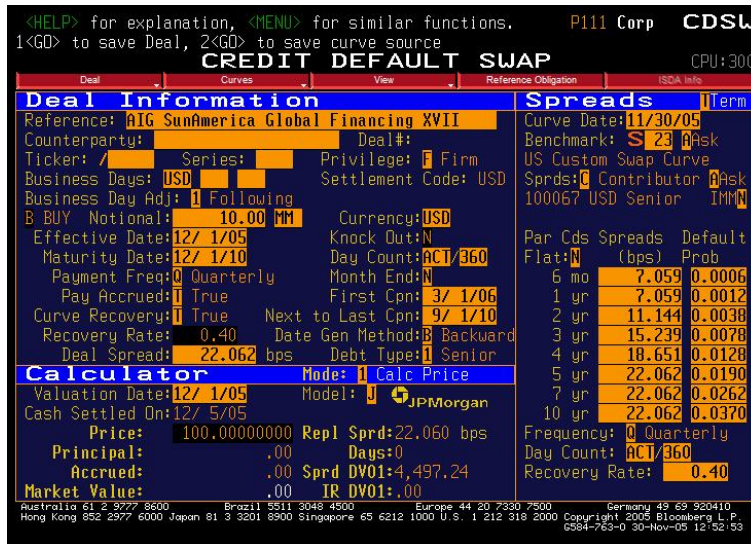 <HELP> for explanation, <MENU> for similar functions. P111 Corp CDSW
1<GO> to save Deal, 2<GO> to save curve source
CREDIT DEFAULT SWAP CPU:300
Deal Curves View Reference Obligation ISDA Info
Deal Information Spreads T Term
Reference: AIG SunAmerica Global Financing XVII Curve Date: 11/30/05
Counterparty: Deal#: Benchmark: S 23 A Ask
Ticker: / Series: Privilege: F Firm US Custom Swap Curve
Business Days: USD Settlement Code: USD Sprds: C Contributor A Ask
Business Day Adj: 1 Following 100067 USD Senior IMM N
B BUY Notional: 10.00 MM Currency: USD
Effective Date: 12/ 1/05 Knock Out: N Par Cds Spreads Default
Maturity Date: 12/ 1/10 Day Count: ACT/360 Flat: N (bps) Prob
Payment Freq: Q Quarterly Month End: N 6 mo 7.059 0.0006
Pay Accrued: T True First Cpn: 3/ 1/06 1 yr 7.059 0.0012
Curve Recovery: T True Next to Last Cpn: 9/ 1/10 2 yr 11.144 0.0038
Recovery Rate: 0.40 Date Gen Method: B Backward 3 yr 15.239 0.0078
Deal Spread: 22.062 bps Debt Type: 1 Senior 4 yr 18.651 0.0128
Calculator Mode: 1 Calc Price 5 yr 22.062 0.0190
Valuation Date: 12/ 1/05 Model: J JPMorgan 7 yr 22.062 0.0262
Cash Settled On: 12/ 5/05 10 yr 22.062 0.0370
Price: 100.00000000 Repl Sprd: 22.060 bps Frequency: Q Quarterly
Principal: .00 Days: 0 Day Count: ACT/360
Accrued: .00 Sprd DV01: 4,497.24 Recovery Rate: 0.40
Market Value: .00 IR DV01: .00
Australia 61 2 9777 8600 Brazil 5511 3048 4500 Europe 44 20 7330 7500 Germany 49 69 920410
Hong Kong 852 2977 6000 Japan 81 3 3201 8900 Singapore 65 6212 1000 U.S. 1 212 318 2000 Copyright 2005 Bloomberg L.P.
G584-763-0 30-Nov-05 12:52:53